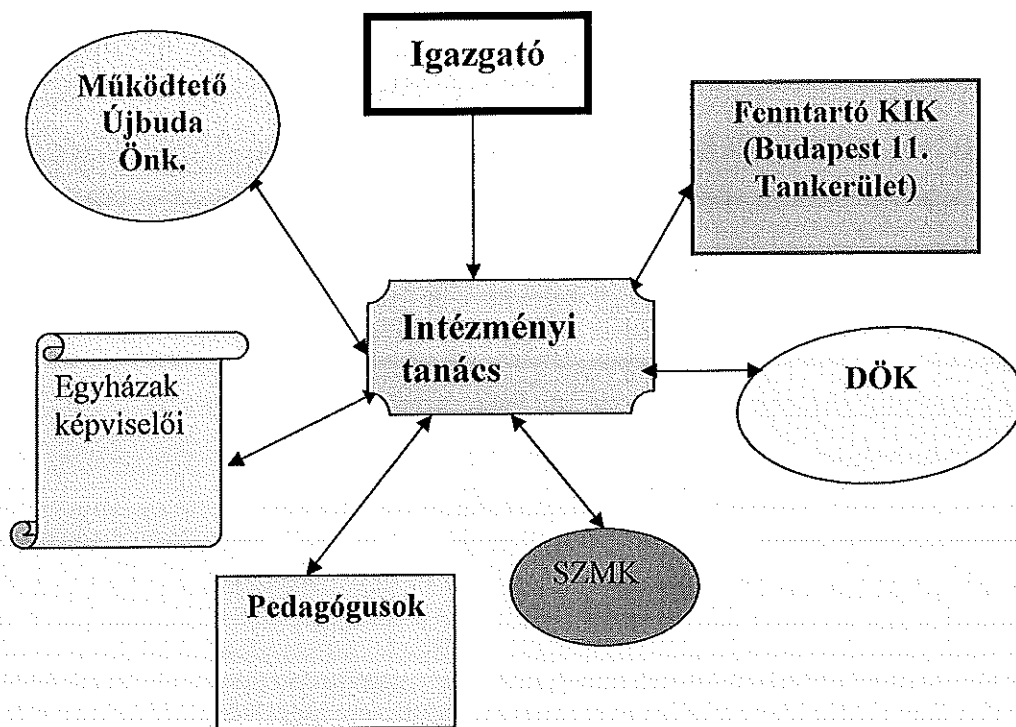 Igazgató
Működtető
Újbuda
Önk.
Fenntartó KIK
(Budapest 11.
Tankerület)
Intézményi
tanács
DÖK
Egyházak
képviselői
SZMK
Pedagógusok